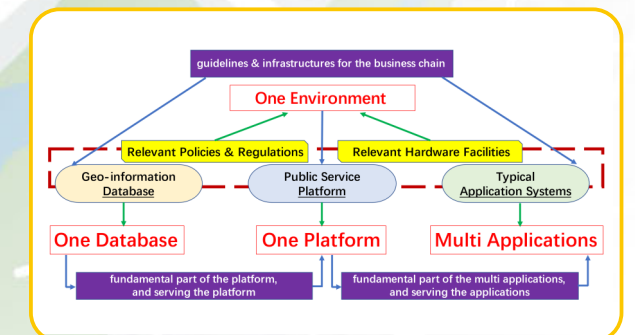 guidelines & infrastructures for the business chain
One Environment
Relevant Policies & Regulations
Relevant Hardware Facilities
Geo-information
Database
Public Service
Platform
Typical
Application Systems
One Database
One Platform
Multi Applications
fundamental part of the platform,
and serving the platform
fundamental part of the multi applications,
and serving the applications